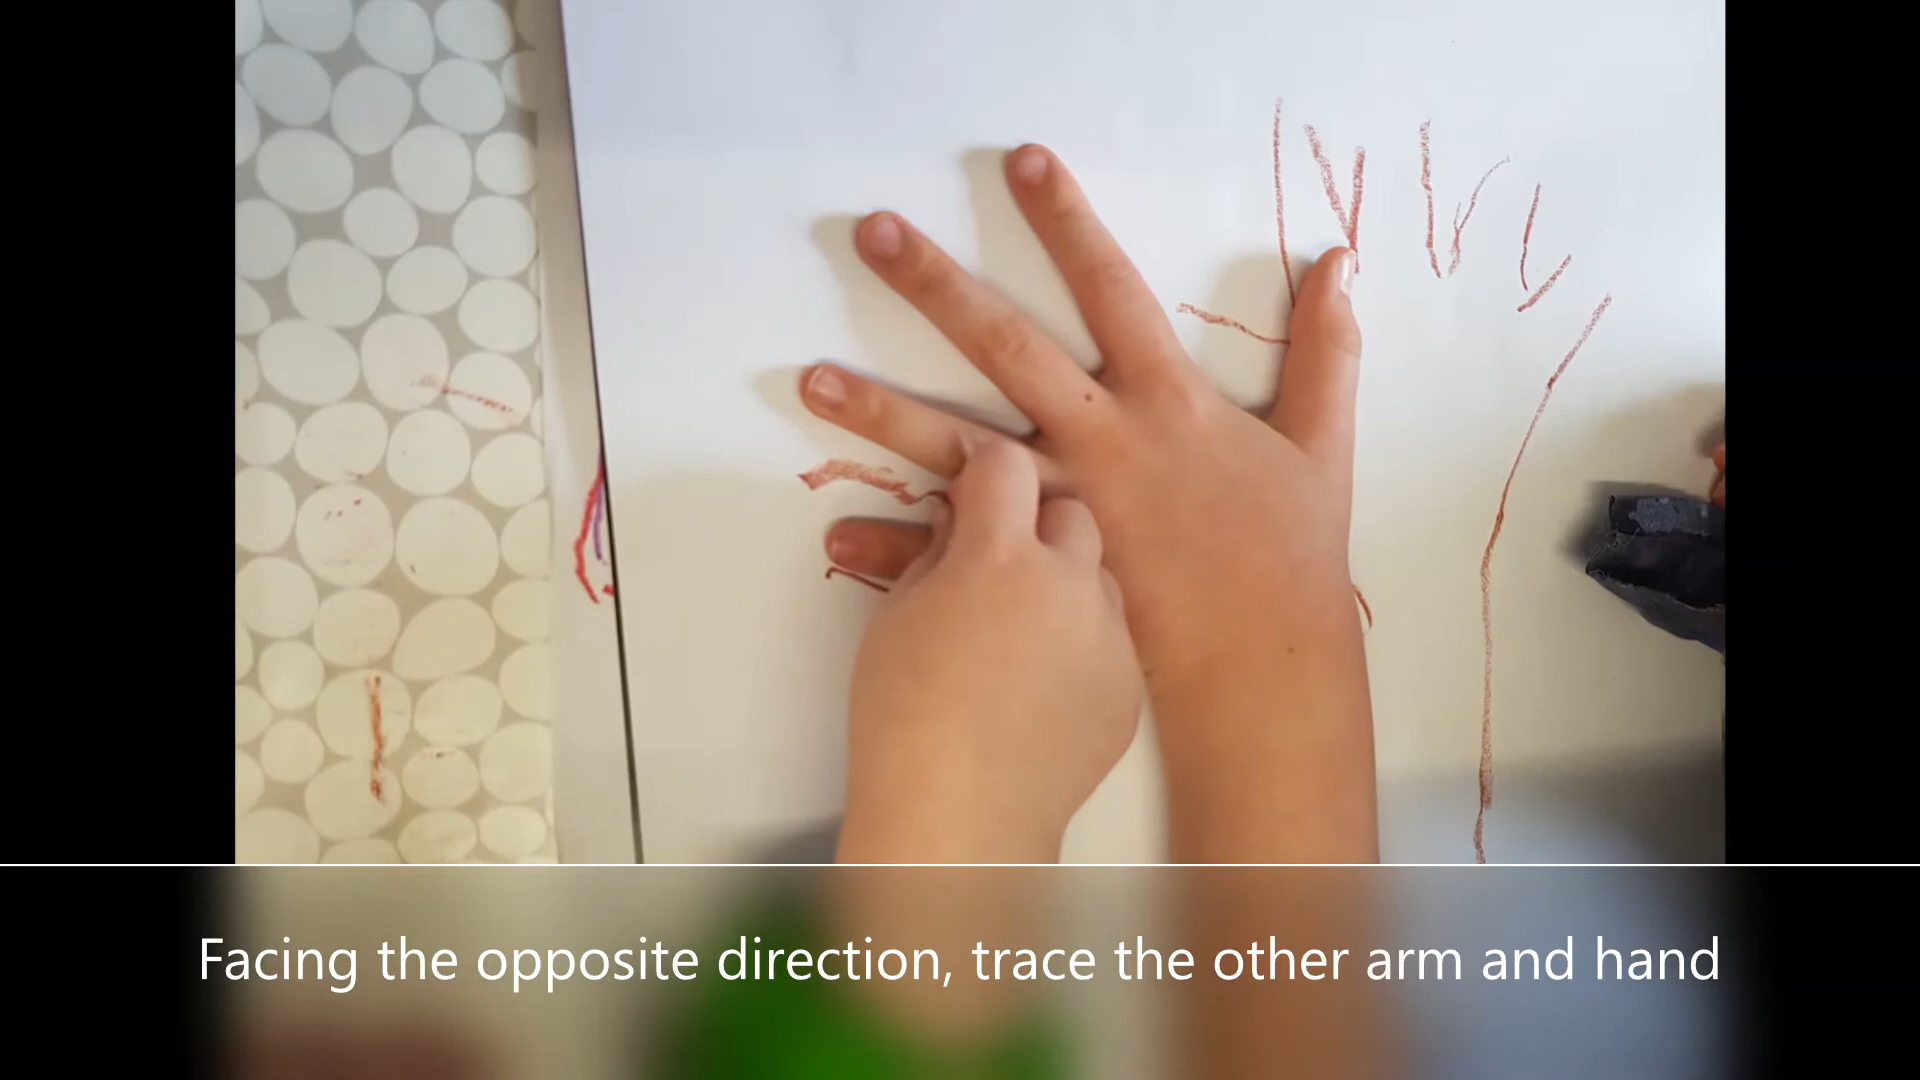 Facing the opposite direction, trace the other arm and hand